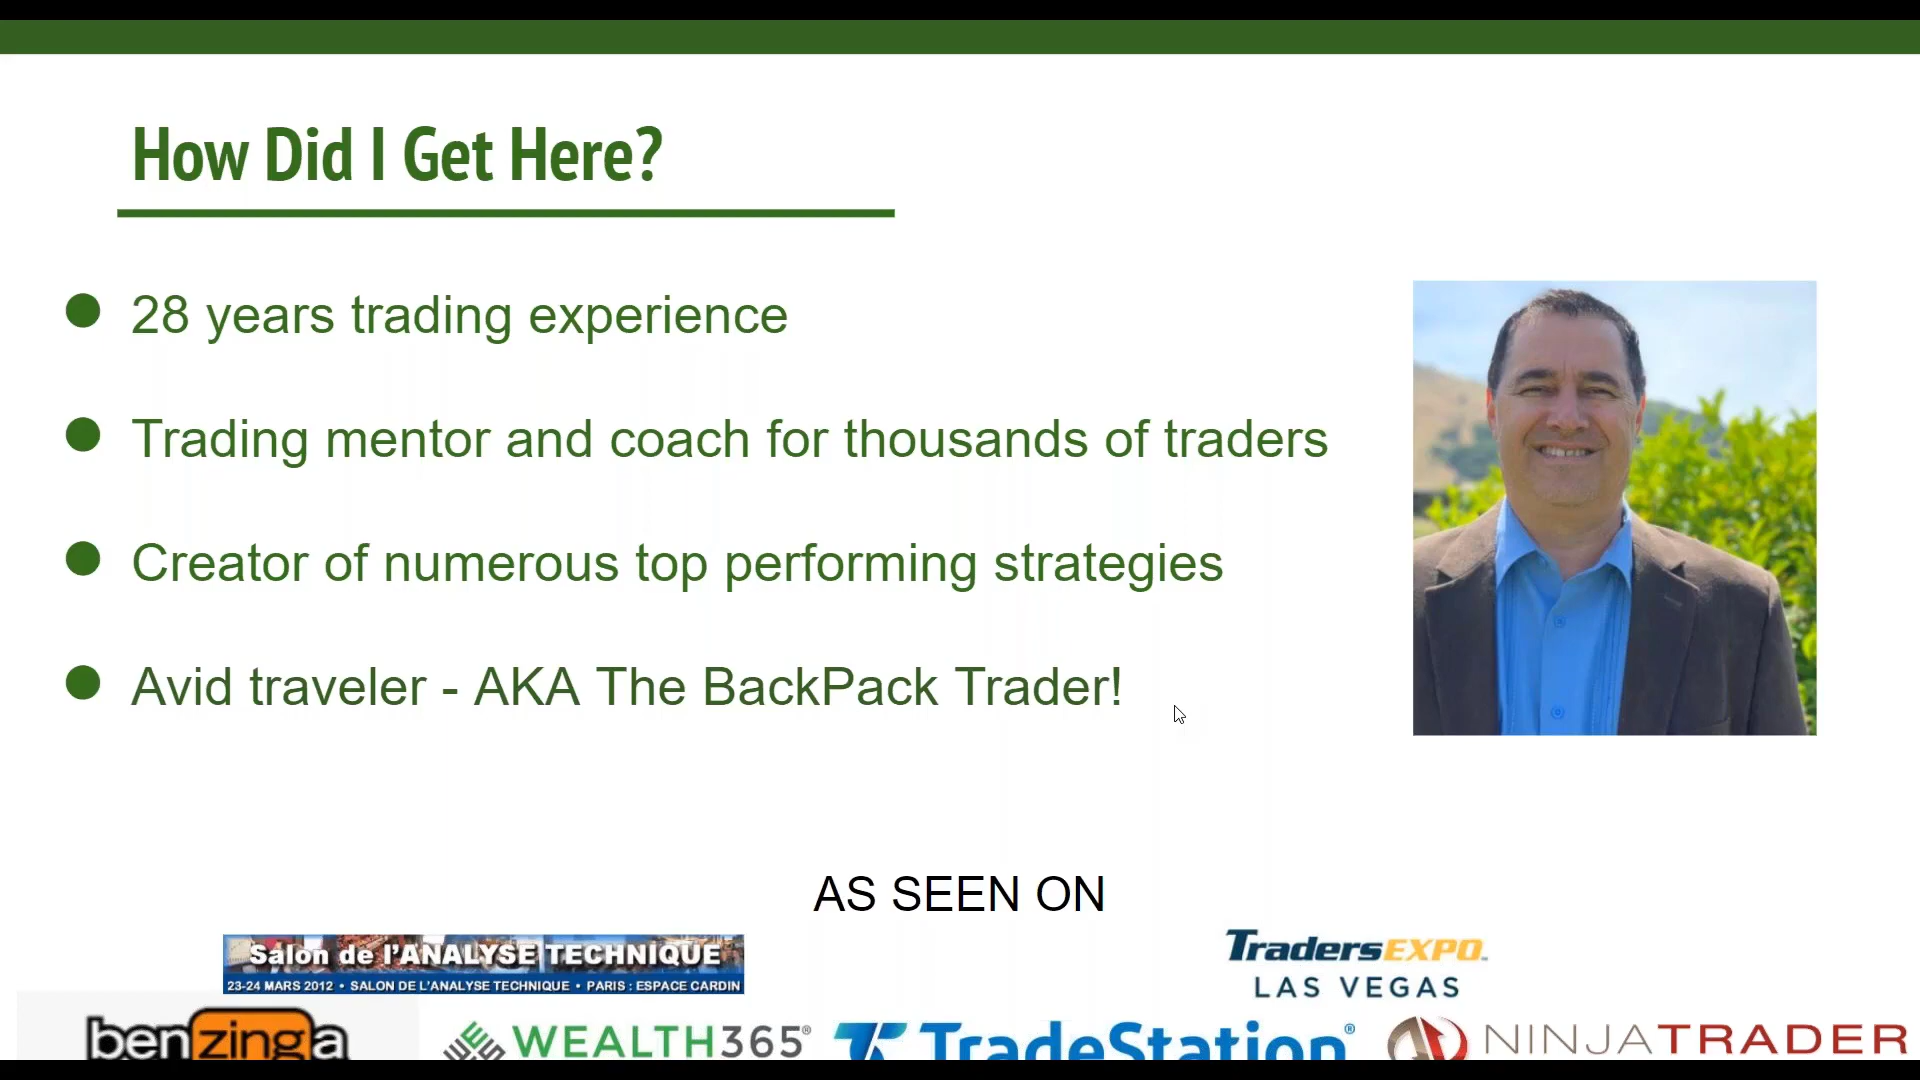 How Did I Get Here?
28 years trading experience
Trading mentor and coach for thousands of traders
Creator of numerous top performing strategies
Avid traveler - AKA The BackPack Trader!
AS SEEN ON
Salon de l'ANALYSE TECHNIQUE
23-24 MARS 2012 • SALON DE L'ANALYSE TECHNIQUE • PARIS : ESPACE CARDIN
TradersEXPO
LAS VEGAS
benzinga
WEALTH365®
TradeStation®
NINJATRADER